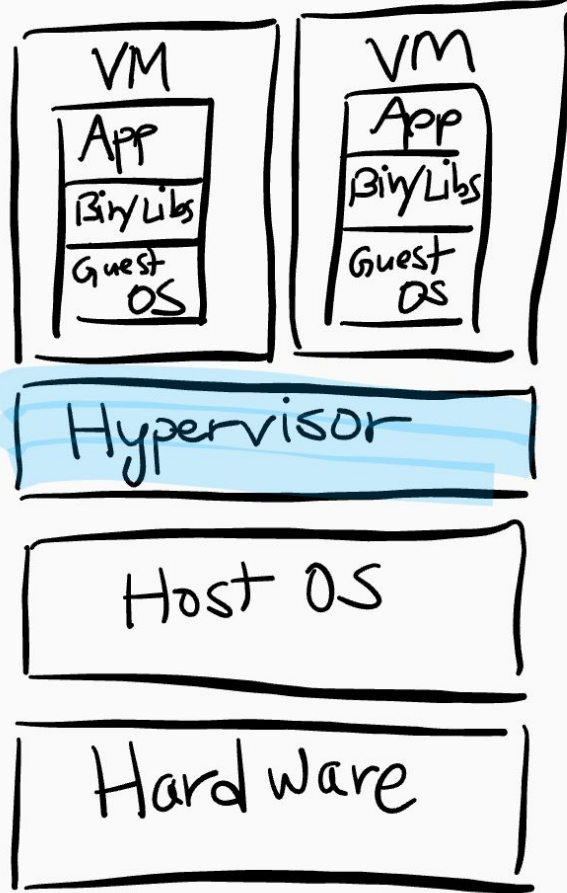 VM
App
Bin/Libs
Guest
OS
VM
App
Bin/Libs
Guest
OS
Hypervisor
Host OS
Hardware